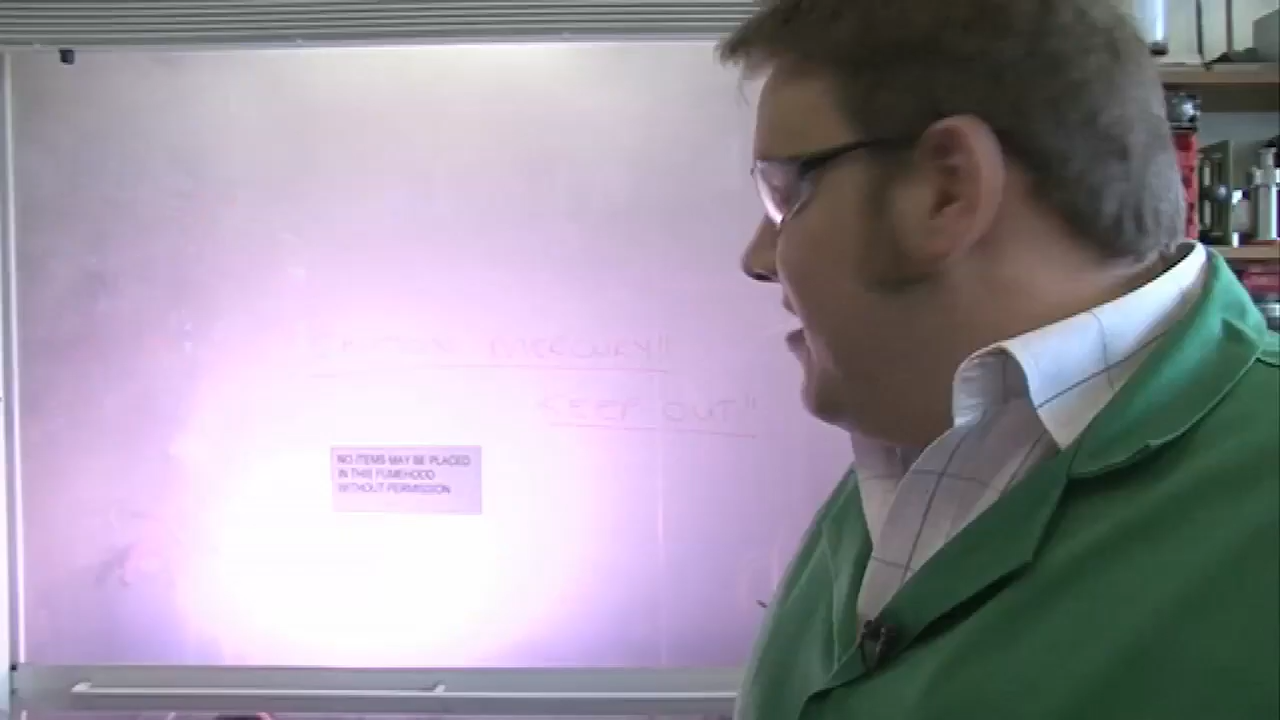 MERCURY!!
KEEP OUT"
NO ITEMS MAY BE PLACED
IN THIS FUMEHOOD
WITHOUT PERMISSION